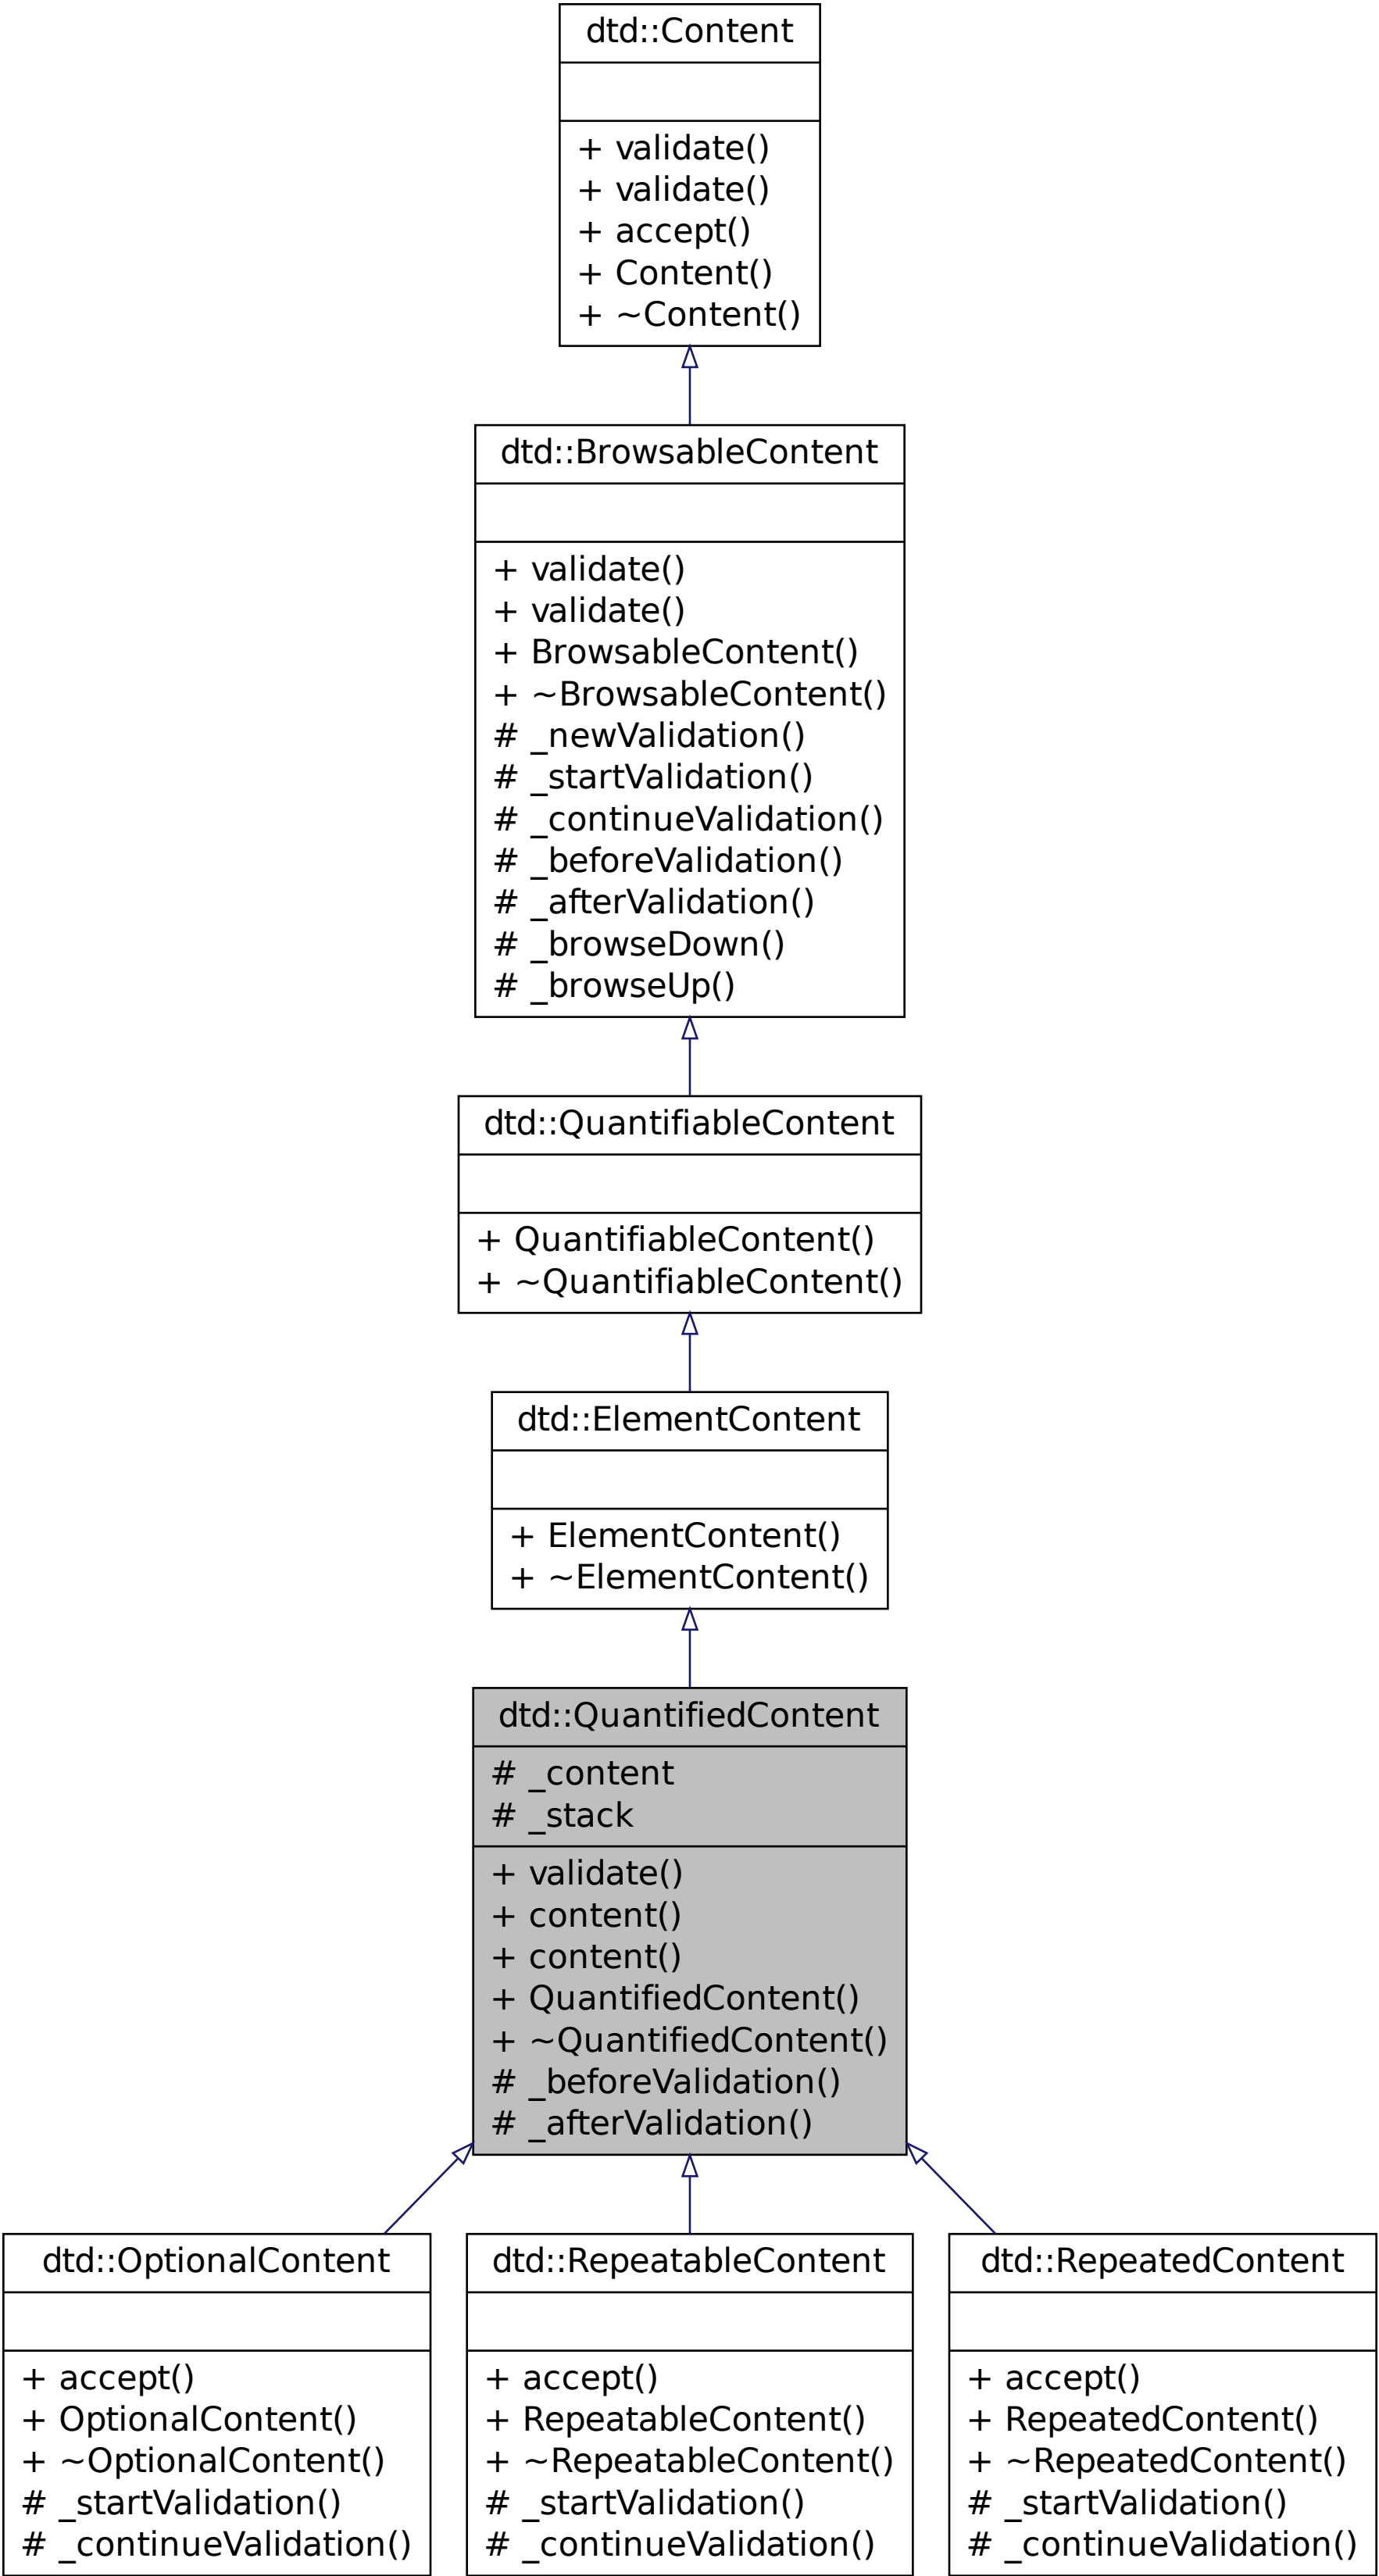 dtd::Content
+ validate()
+ validate()
+ accept()
+ Content()
+ ~Content()
dtd::BrowsableContent
+ validate()
+ validate()
+ BrowsableContent()
+ ~BrowsableContent()
# _newValidation()
# _startValidation()
# _continueValidation()
# _beforeValidation()
# _afterValidation()
# _browseDown()
# _browseUp()
dtd::QuantifiableContent
+ QuantifiableContent()
+ ~QuantifiableContent()
dtd::ElementContent
+ ElementContent()
+ ~ElementContent()
dtd::QuantifiedContent
# _content
# _stack
+ validate()
+ content()
+ content()
+ QuantifiedContent()
+ ~QuantifiedContent()
# _beforeValidation()
# _afterValidation()
dtd::OptionalContent
+ accept()
+ OptionalContent()
+ ~OptionalContent()
# _startValidation()
# _continueValidation()
dtd::RepeatableContent
+ accept()
+ RepeatableContent()
+ ~RepeatableContent()
# _startValidation()
# _continueValidation()
dtd::RepeatedContent
+ accept()
+ RepeatedContent()
+ ~RepeatedContent()
# _startValidation()
# _continueValidation()